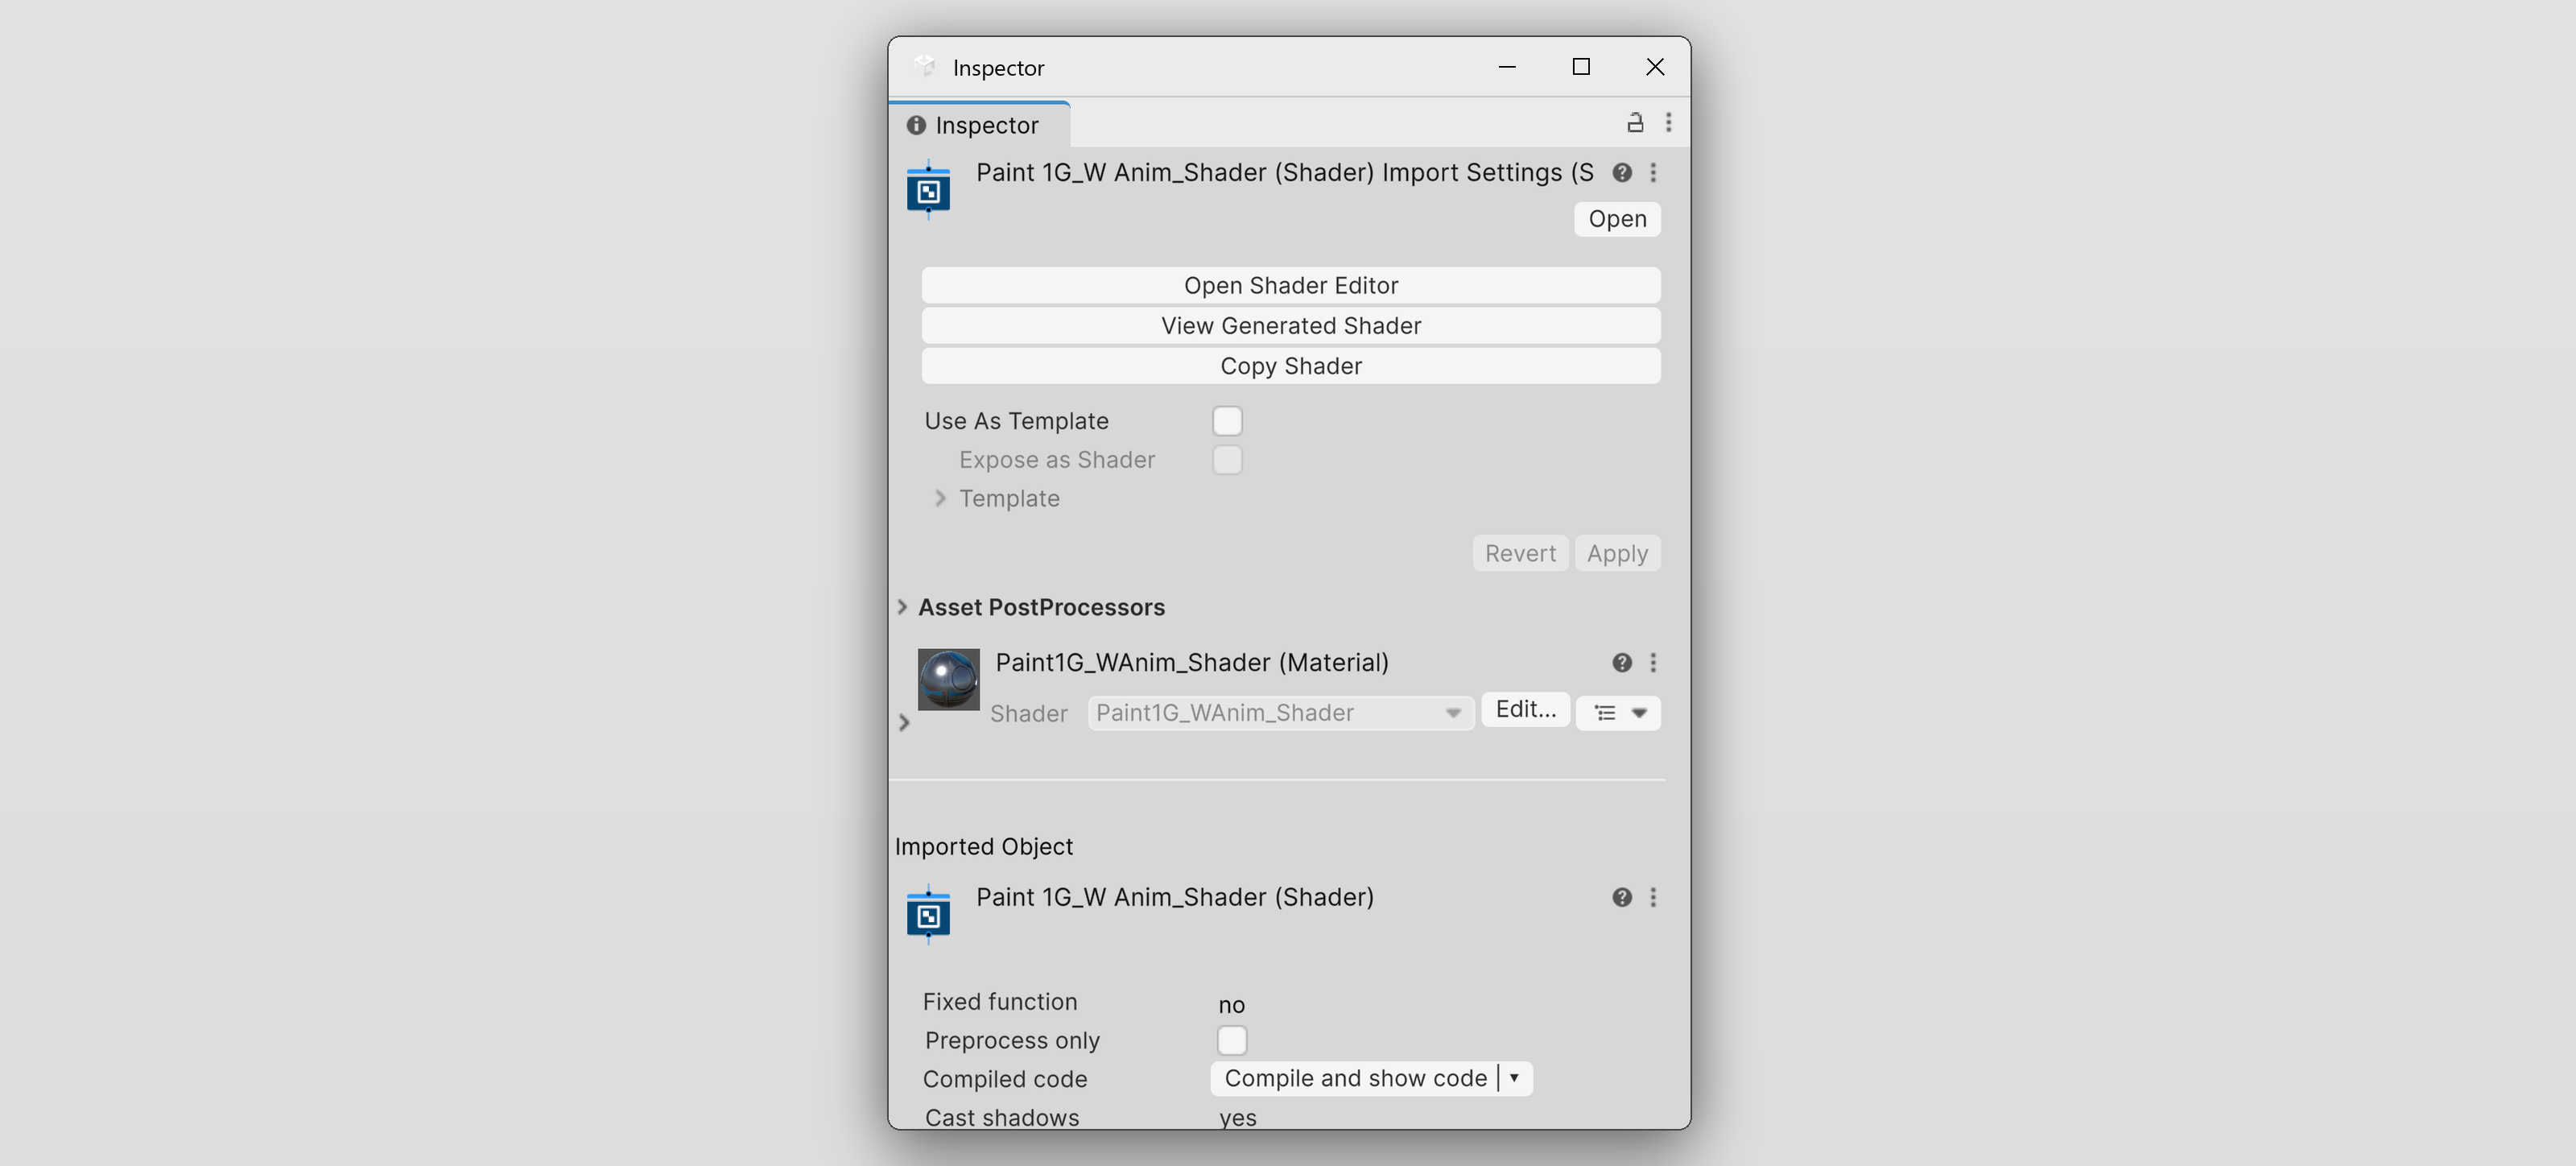 Inspector
Inspector
Paint 1G_W Anim_Shader (Shader) Import Settings (S
Open
Open Shader Editor
View Generated Shader
Copy Shader
Use As Template
Expose as Shader
Template
Revert Apply
Asset PostProcessors
Paint1G_WAnim_Shader (Material)
Shader Paint1G_WAnim_Shader Edit...
Imported Object
Paint 1G_W Anim_Shader (Shader)
Fixed function no
Preprocess only
Compiled code Compile and show code
Cast shadows yes